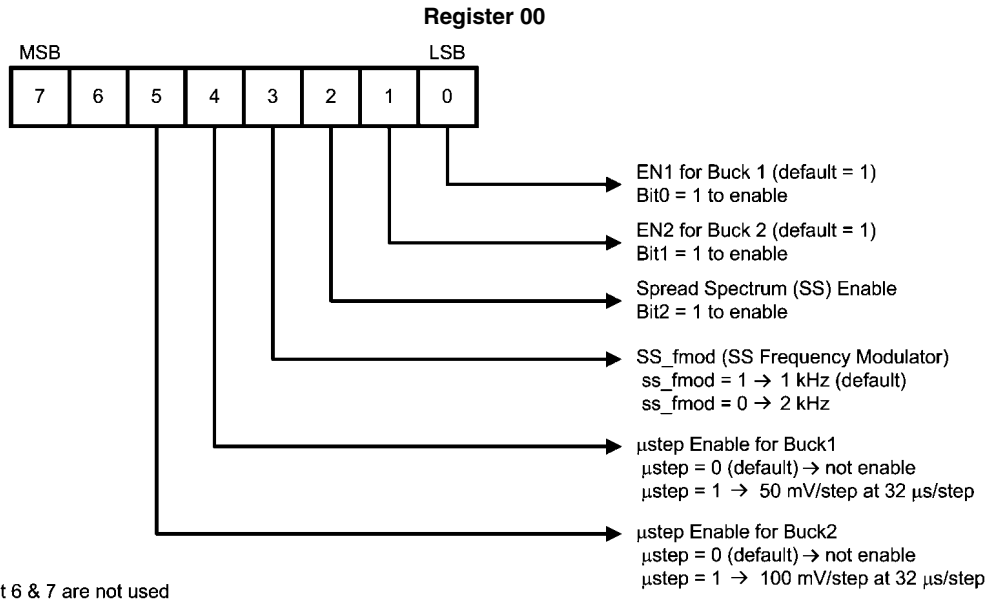 Register 00
MSB LSB
7 6 5 4 3 2 1 0
EN1 for Buck 1 (default = 1)
Bit0 = 1 to enable
EN2 for Buck 2 (default = 1)
Bit1 = 1 to enable
Spread Spectrum (SS) Enable
Bit2 = 1 to enable
SS_fmod (SS Frequency Modulator)
ss_fmod = 1 → 1 kHz (default)
ss_fmod = 0 → 2 kHz
μstep Enable for Buck1
μstep = 0 (default) → not enable
μstep = 1 → 50 mV/step at 32 μs/step
μstep Enable for Buck2
μstep = 0 (default) → not enable
μstep = 1 → 100 mV/step at 32 μs/step
t 6 & 7 are not used